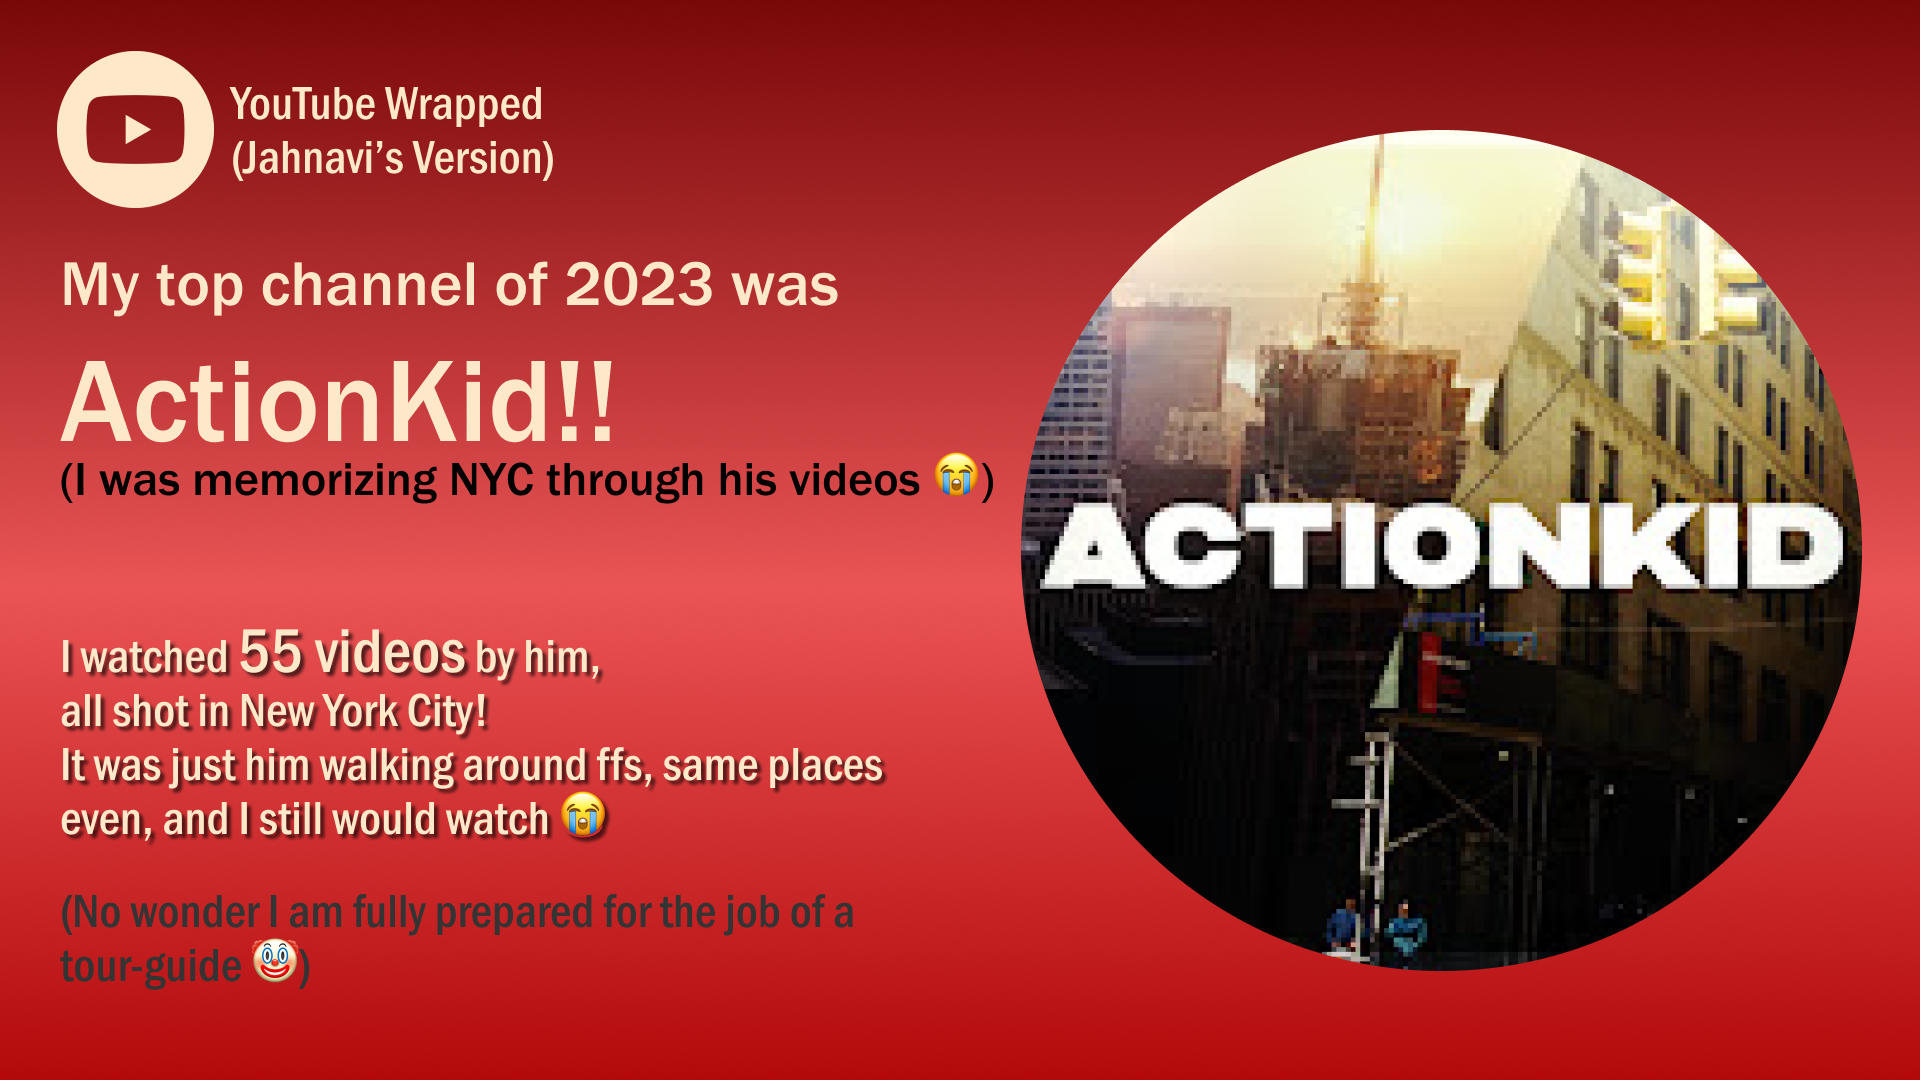 YouTube Wrapped
(Jahnavi’s Version)
My top channel of 2023 was
ActionKid!!
(I was memorizing NYC through his videos 😭)
ACTIONKID
I watched 55 videos by him,
all shot in New York City!
It was just him walking around ffs, same places
even, and I still would watch 😭
(No wonder I am fully prepared for the job of a
tour-guide 🤡)